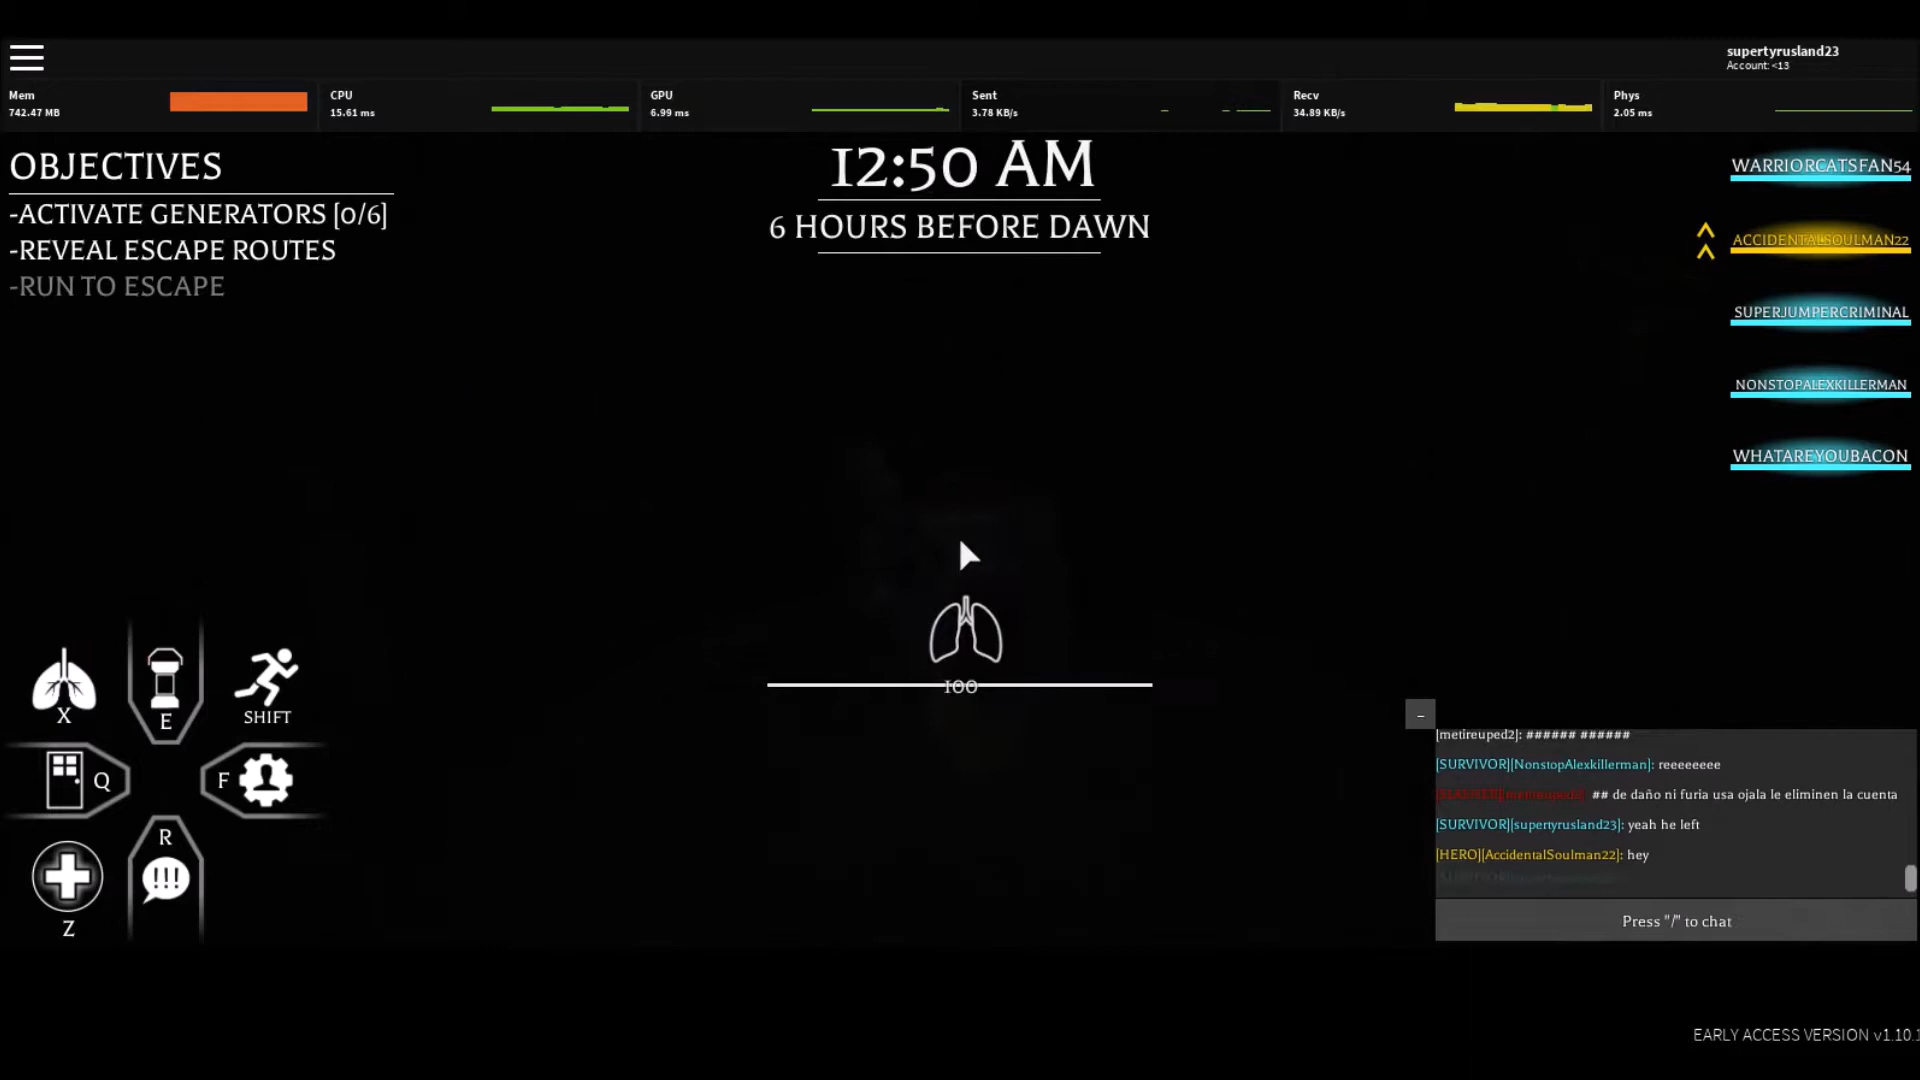 supertyrusland23
Account: <13
Mem
742.47 MB
CPU
15.61 ms
GPU
6.99 ms
Sent
3.78 KB/s
Recv
34.89 KB/s
Phys
2.05 ms
OBJECTIVES
-ACTIVATE GENERATORS [0/6]
-REVEAL ESCAPE ROUTES
-RUN TO ESCAPE
12:50 AM
6 HOURS BEFORE DAWN
WARRIORCATSFAN54
ACCIDENTALSOULMAN22
SUPERJUMPERCRIMINAL
NONSTOPALEXKILLERMAN
WHATAREYOUBACON
100
X
E
SHIFT
Q
F
R
!!!
Z
-
[metireuped2]: ###### ######
[SURVIVOR][NonstopAlexkillerman]: reeeeeeee
[SLASHER][metireuped2]: ## de daño ni furia usa ojala le eliminen la cuenta
[SURVIVOR][supertyrusland23]: yeah he left
[HERO][AccidentalSoulman22]: hey
Press "/" to chat
EARLY ACCESS VERSION v1.10.1